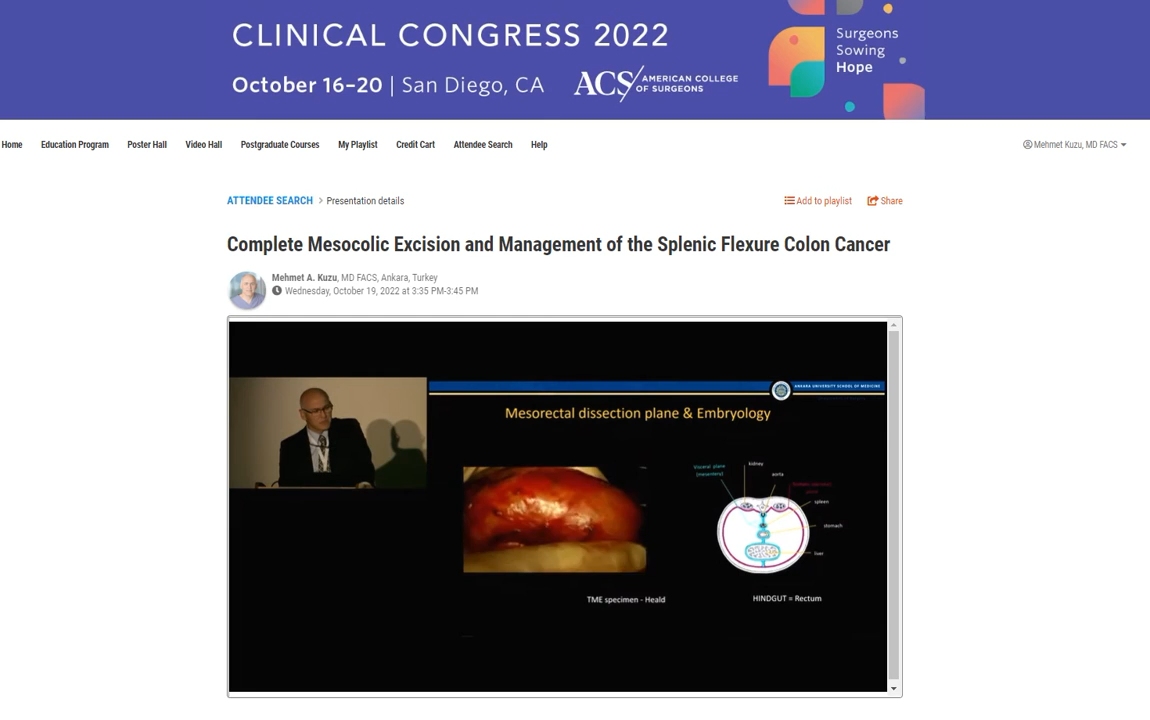 CLINICAL CONGRESS 2022
October 16–20 | San Diego, CA
ACS AMERICAN COLLEGE
OF SURGEONS
Surgeons
Sowing
Hope
Home Education Program Poster Hall Video Hall Postgraduate Courses My Playlist Credit Cart Attendee Search Help
Mehmet Kuzu, MD FACS
ATTENDEE SEARCH > Presentation details
Add to playlist Share
Complete Mesocolic Excision and Management of the Splenic Flexure Colon Cancer
Mehmet A. Kuzu, MD FACS, Ankara, Turkey
Wednesday, October 19, 2022 at 3:35 PM-3:45 PM
ANKARA UNIVERSITY SCHOOL OF MEDICINE
Mesorectal dissection plane & Embryology
Visceral plane
(mesentery)
kidney
aorta
spleen
stomach
liver
TME specimen - Heald
HINDGUT = Rectum